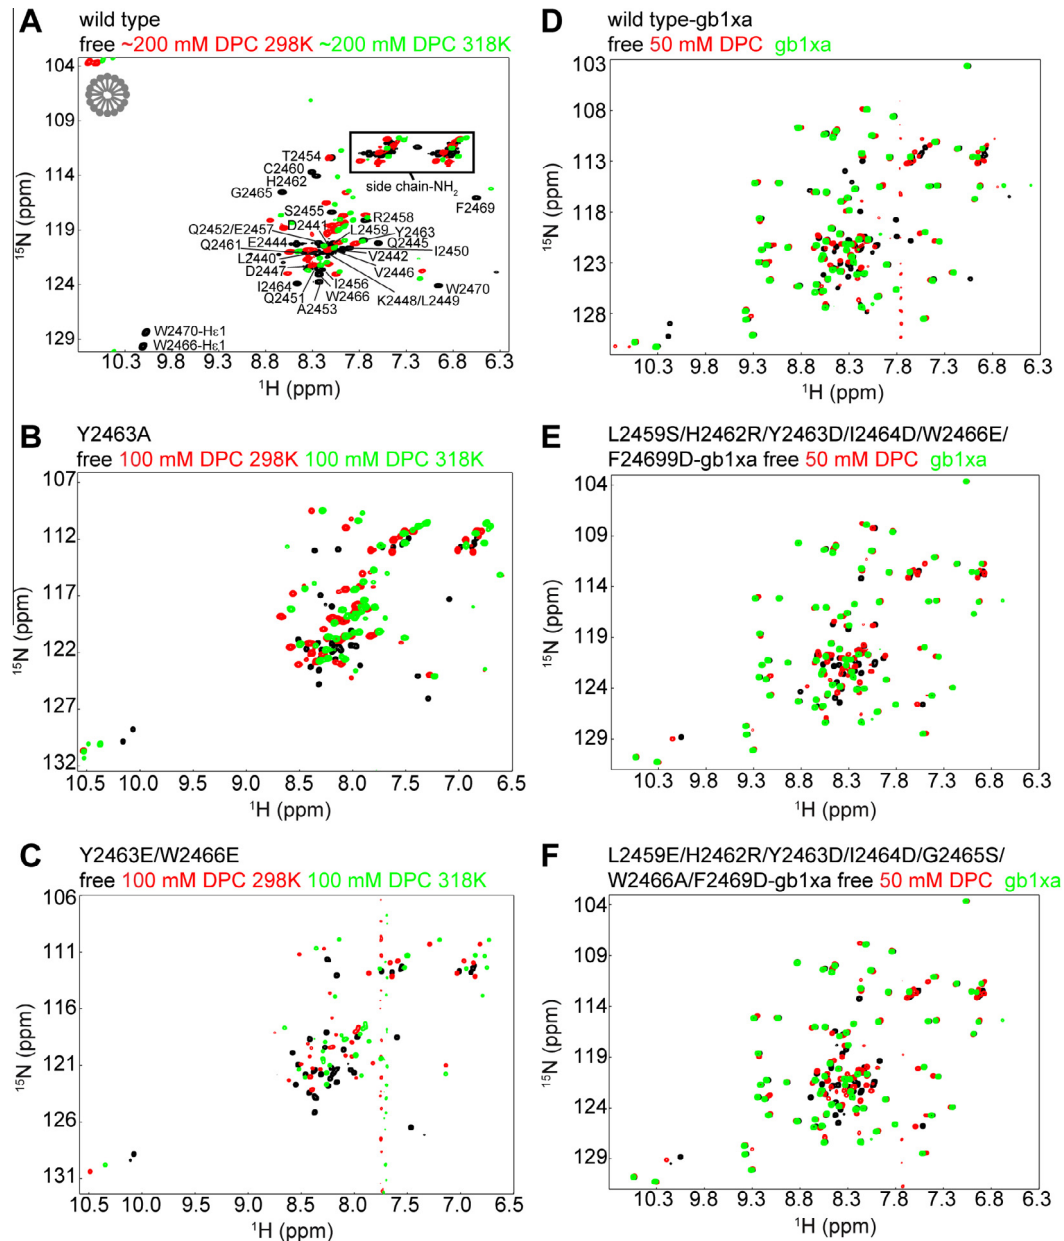 A
wild type
free ~200 mM DPC 298K ~200 mM DPC 318K
104
109
114
119
124
129
15N (ppm)
T2454
C2460
H2462
G2465
side chain-NH2
F2469
S2455
R2458
Q2452/E2457
D2441
L2459
Y2463
E2444
Q2445
Q2461
I2450
L2440
V2442
D2447
V2446
I2464
I2456
K2448/L2449
W2466
W2470
Q2451
A2453
W2470-Hε1
W2466-Hε1
10.3 9.8 9.3 8.8 8.3 7.8 7.3 6.8 6.3
1H (ppm)
B
Y2463A
free 100 mM DPC 298K 100 mM DPC 318K
107
112
117
122
127
132
15N (ppm)
10.0 9.5 9.0 8.5 8.0 7.5 7.0 6.5
1H (ppm)
C
Y2463E/W2466E
free 100 mM DPC 298K 100 mM DPC 318K
106
111
116
121
126
131
15N (ppm)
10.5 10.0 9.5 9.0 8.5 8.0 7.5 7.0 6.5
1H (ppm)
D
wild type-gb1xa
free 50 mM DPC gb1xa
103
108
113
118
123
128
15N (ppm)
10.3 9.8 9.3 8.8 8.3 7.8 7.3 6.8 6.3
1H (ppm)
E
L2459S/H2462R/Y2463D/I2464D/W2466E/
F24699D-gb1xa free 50 mM DPC gb1xa
104
109
114
119
124
129
15N (ppm)
10.3 9.8 9.3 8.8 8.3 7.8 7.3 6.8 6.3
1H (ppm)
F
L2459E/H2462R/Y2463D/I2464D/G2465S/
W2466A/F2469D-gb1xa free 50 mM DPC gb1xa
104
109
114
119
124
129
15N (ppm)
10.3 9.8 9.3 8.8 8.3 7.8 7.3 6.8 6.3
1H (ppm)